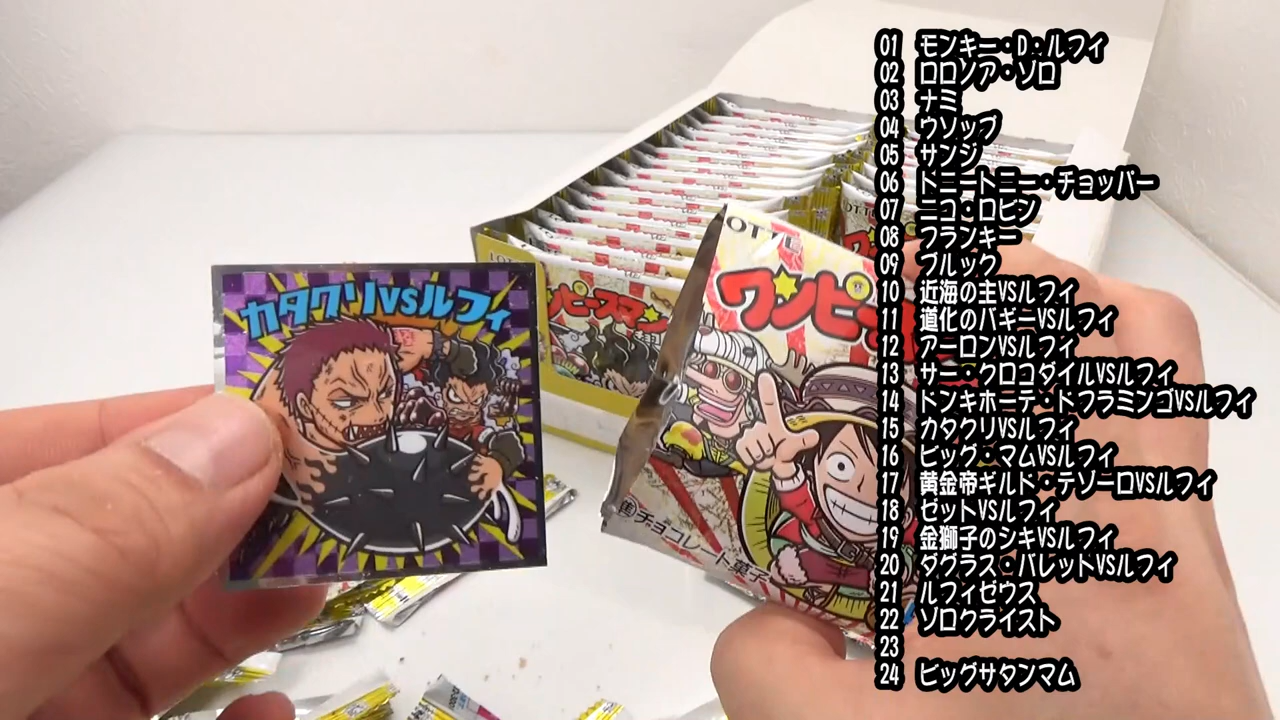 01 モンキー・D・ルフィ
02 ロロノア・ゾロ
03 ナミ
04 ウソップ
05 サンジ
06 トニートニー・チョッパー
07 ニコ・ロビン
08 フランキー
09 ブルック
10 近海の主VSルフィ
11 道化のバギーVSルフィ
12 アーロンVSルフィ
13 サー・クロコダイルVSルフィ
14 ドンキホーテ・ドフラミンゴVSルフィ
15 カタクリVSルフィ
16 ビッグ・マムVSルフィ
17 黄金帝ギルド・テゾーロVSルフィ
18 ゼットVSルフィ
19 金獅子のシキVSルフィ
20 ダグラス・バレットVSルフィ
21 ルフィゼウス
22 ゾロクライスト
23
24 ビッグサタンマム
カタクリVSルフィ
LOTTE
ピースマン
OTTE
ワンピー
チョコレート菓子